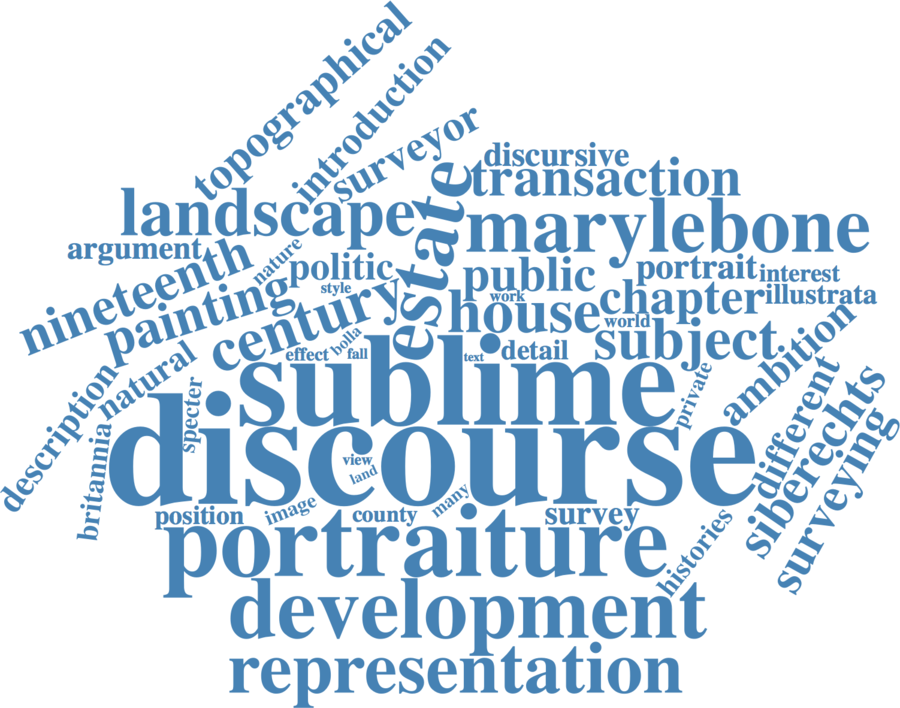 topographical
introduction
surveyor
discursive
transaction
landscape
estate
marylebone
argument
nature
politic
public
portrait
interest
nineteenth
style
work
chapter
illustrata
painting
century
house
world
subject
ambition
effect
bolla
fall
text
detail
natural
sublime
private
different
description
specter
discourse
siberechts
britannia
view
land
surveying
position
image
county
many
survey
portraiture
histories
development
representation